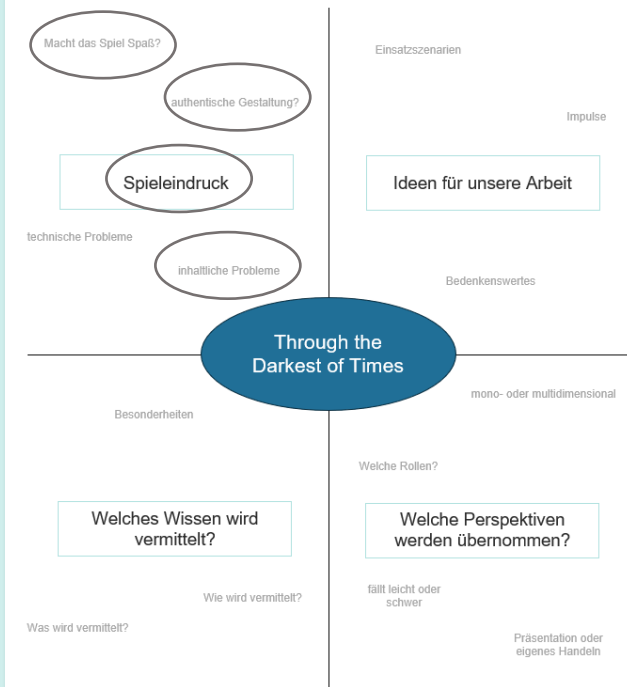 Macht das Spiel Spaß?
authentische Gestaltung?
Spieleindruck
technische Probleme
inhaltliche Probleme
Einsatzszenarien
Impulse
Ideen für unsere Arbeit
Bedenkenswertes
Through the
Darkest of Times
Besonderheiten
Welches Wissen wird
vermittelt?
Wie wird vermittelt?
Was wird vermittelt?
mono- oder multidimensional
Welche Rollen?
Welche Perspektiven
werden übernommen?
fällt leicht oder
schwer
Präsentation oder
eigenes Handeln